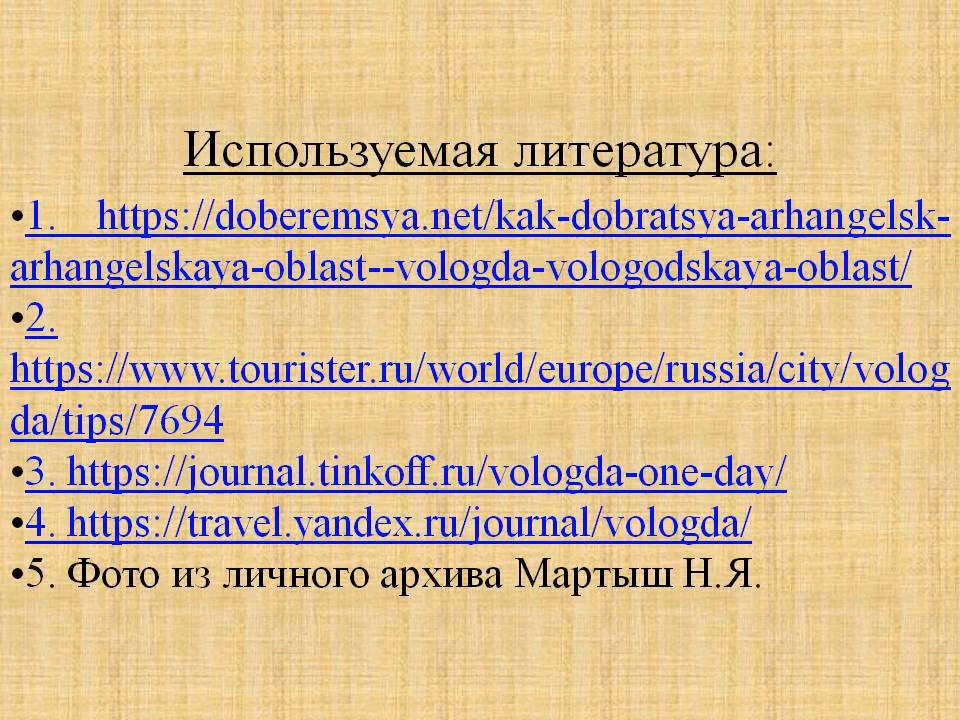 Используемая литература:
•1. https://doberemsya.net/kak-dobratsya-arhangelsk-
arhangelskaya-oblast--vologda-vologodskaya-oblast/
•2.
https://www.tourister.ru/world/europe/russia/city/volog
da/tips/7694
•3. https://journal.tinkoff.ru/vologda-one-day/
•4. https://travel.yandex.ru/journal/vologda/
•5. Фото из личного архива Мартыш Н.Я.